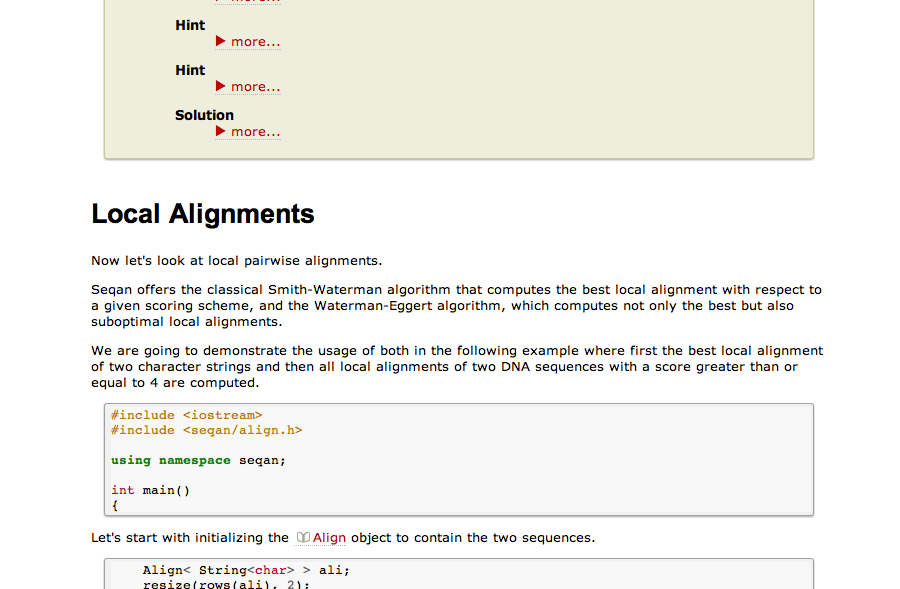 Hint
▶ more...
Hint
▶ more...
Solution
▶ more...
Local Alignments
Now let's look at local pairwise alignments.
Seqan offers the classical Smith-Waterman algorithm that computes the best local alignment with respect to
a given scoring scheme, and the Waterman-Eggert algorithm, which computes not only the best but also
suboptimal local alignments.
We are going to demonstrate the usage of both in the following example where first the best local alignment
of two character strings and then all local alignments of two DNA sequences with a score greater than or
equal to 4 are computed.
#include <iostream>
#include <seqan/align.h>
using namespace seqan;
int main()
{
Let's start with initializing the Align object to contain the two sequences.
Align< String<char> > ali;
resize(rows(ali), 2);